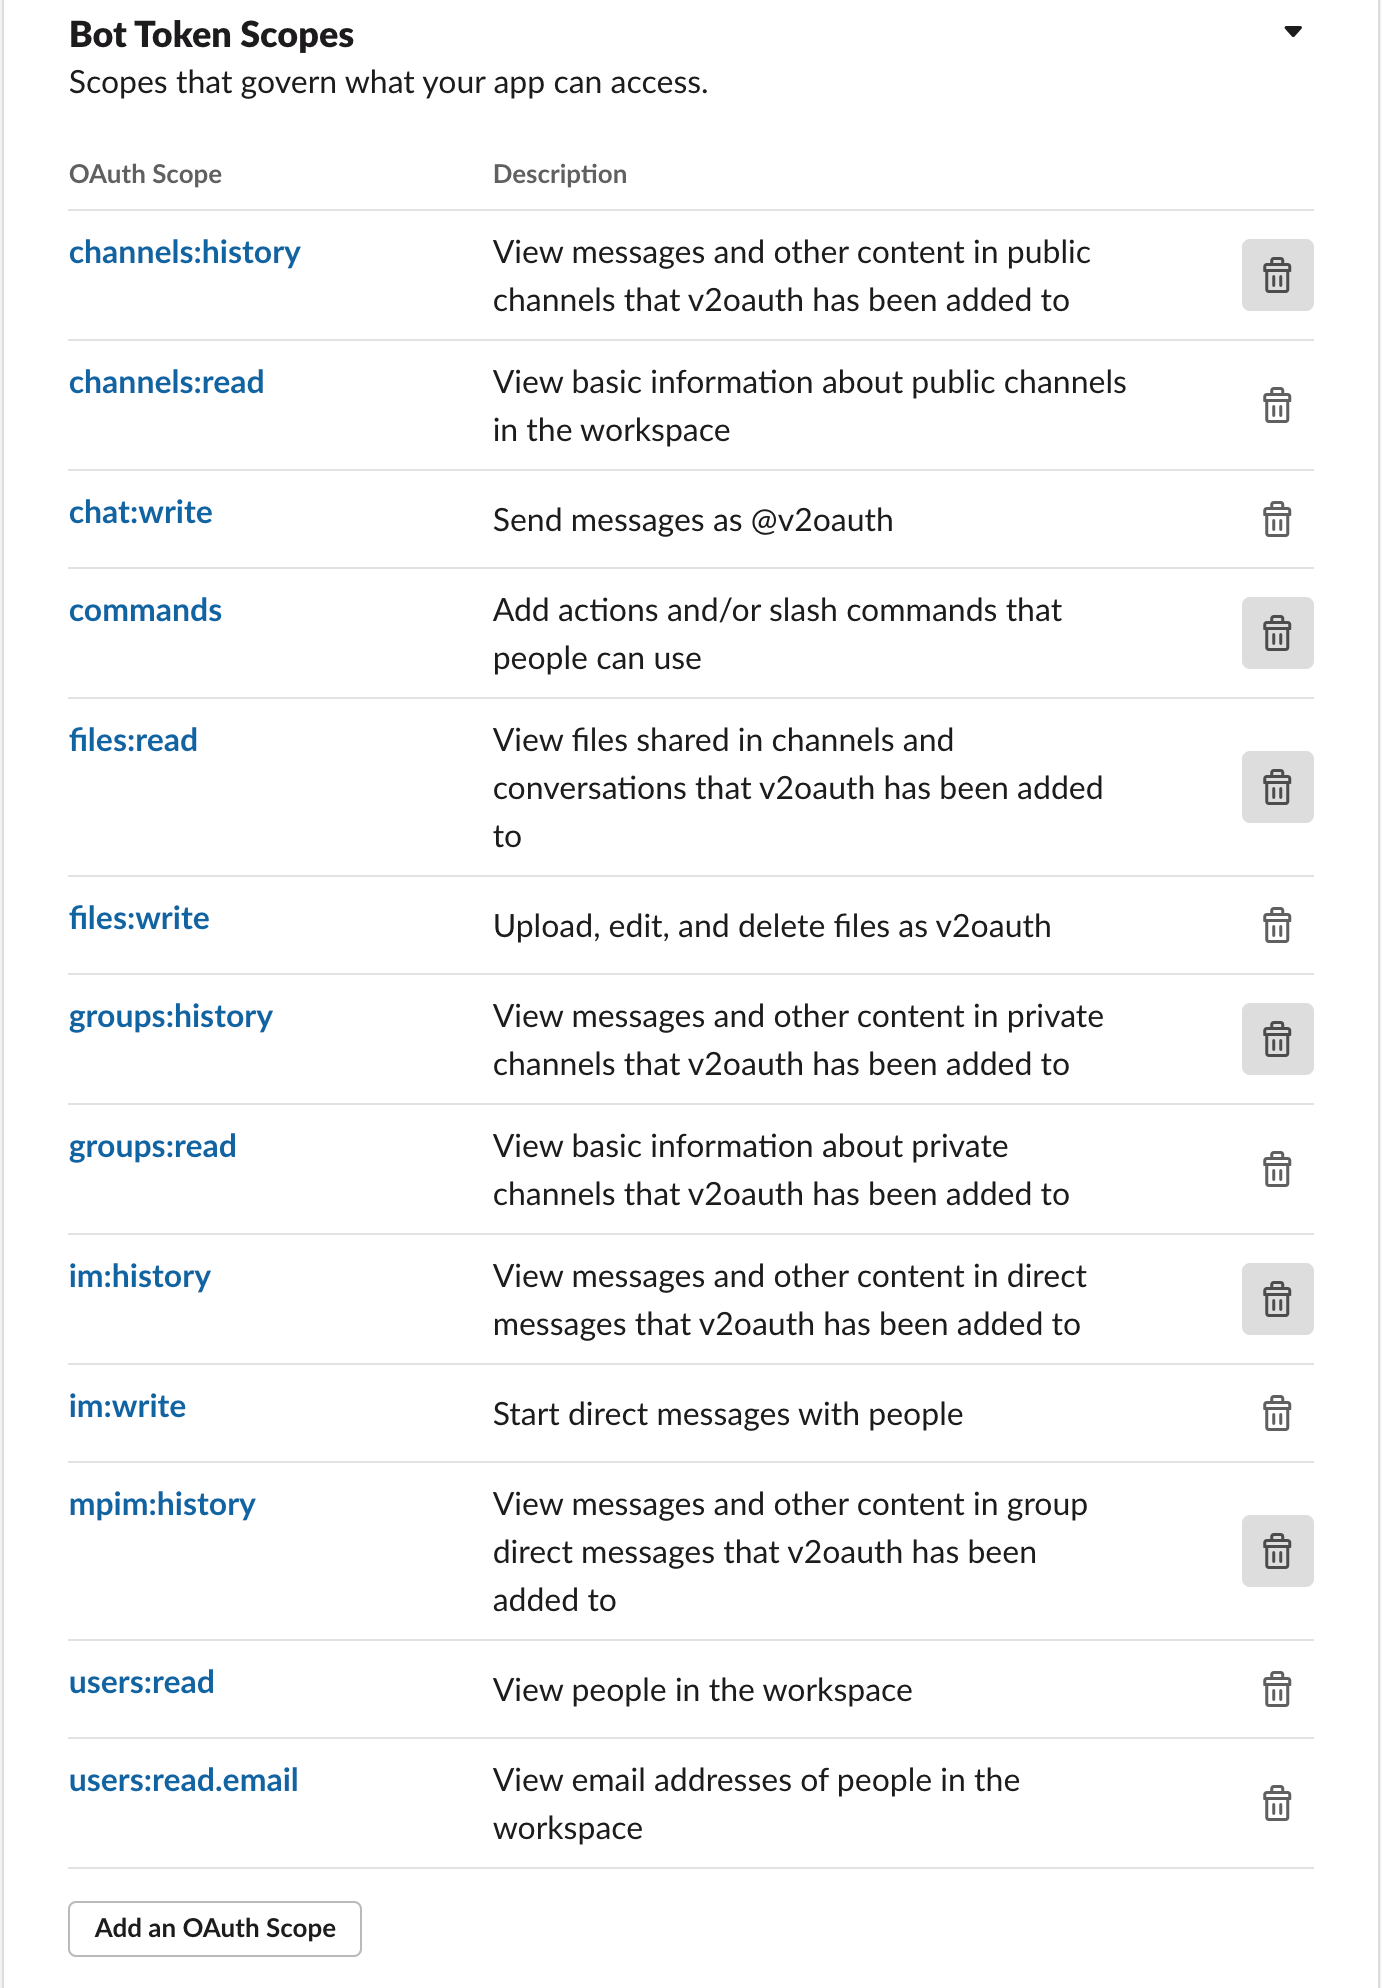 Bot Token Scopes
Scopes that govern what your app can access.
OAuth Scope Description
channels:history View messages and other content in public
channels that v2oauth has been added to
channels:read View basic information about public channels
in the workspace
chat:write Send messages as @v2oauth
commands Add actions and/or slash commands that
people can use
files:read View files shared in channels and
conversations that v2oauth has been added
to
files:write Upload, edit, and delete files as v2oauth
groups:history View messages and other content in private
channels that v2oauth has been added to
groups:read View basic information about private
channels that v2oauth has been added to
im:history View messages and other content in direct
messages that v2oauth has been added to
im:write Start direct messages with people
mpim:history View messages and other content in group
direct messages that v2oauth has been
added to
users:read View people in the workspace
users:read.email View email addresses of people in the
workspace
Add an OAuth Scope